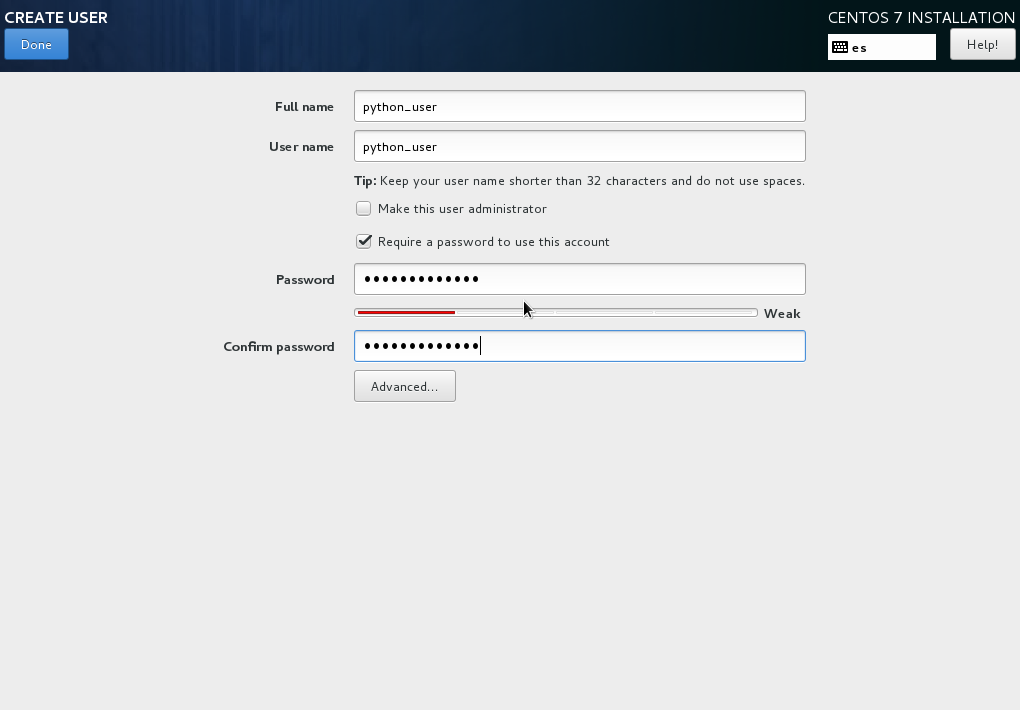 CREATE USER
CENTOS 7 INSTALLATION
Done
es
Help!
Full name
python_user
User name
python_user
Tip: Keep your user name shorter than 32 characters and do not use spaces.
Make this user administrator
Require a password to use this account
Password
•••••••••••••
Weak
Confirm password
•••••••••••••
Advanced...